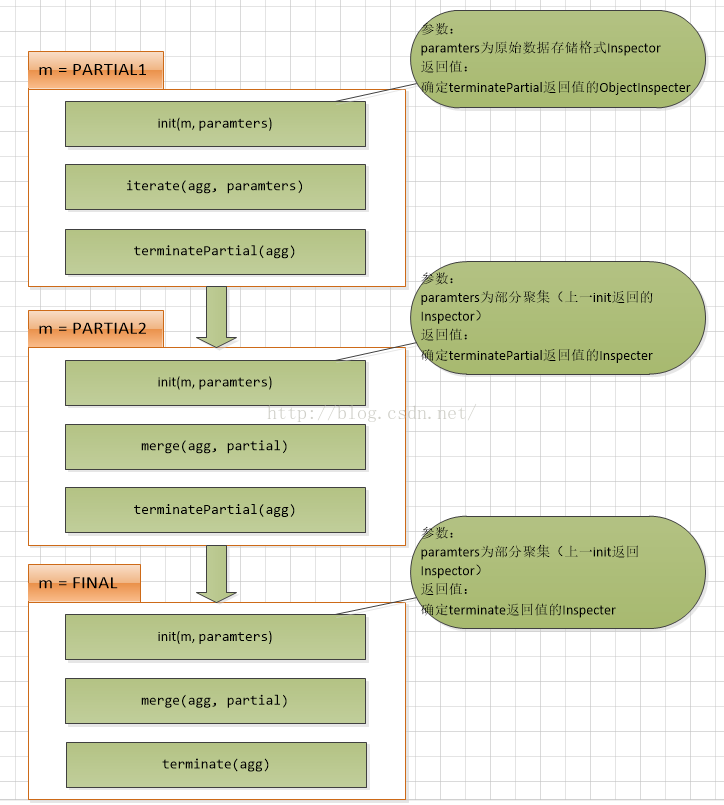 参数：
paramters为原始数据存储格式Inspector
返回值：
确定terminatePartial返回值的ObjectInspecter
m = PARTIAL1
init(m, paramters)
iterate(agg, paramters)
terminatePartial(agg)
参数：
paramters为部分聚集（上一init返回的
Inspector）
返回值：
确定terminatePartial返回值的Inspecter
m = PARTIAL2
init(m, paramters)
http://blog.csdn.net/
merge(agg, partial)
terminatePartial(agg)
参数：
paramters为部分聚集（上一init返回
Inspector）
返回值：
确定terminate返回值的Inspecter
m = FINAL
init(m, paramters)
merge(agg, partial)
terminate(agg)